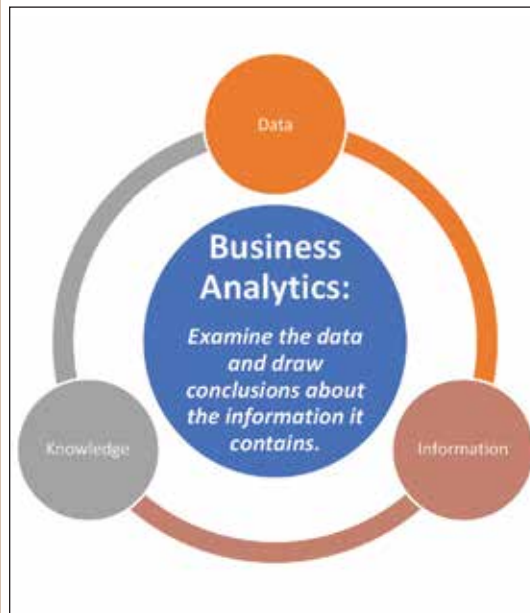 Data
Business
Analytics:
Examine the data
and draw
conclusions about
the information it
contains.
Knowledge
Information